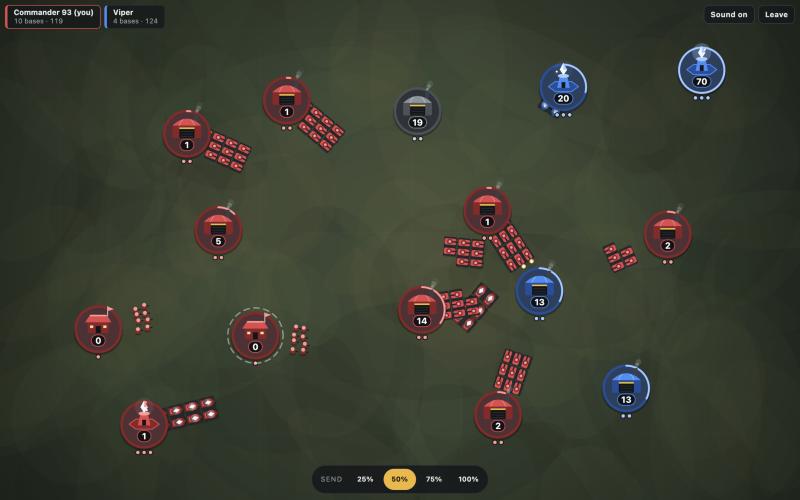 Commander 93 (you)
10 bases · 119
Viper
4 bases · 124
Sound on
Leave
70
20
1
19
1
1
5
2
13
14
0
0
13
2
1
SEND 25% 50% 75% 100%